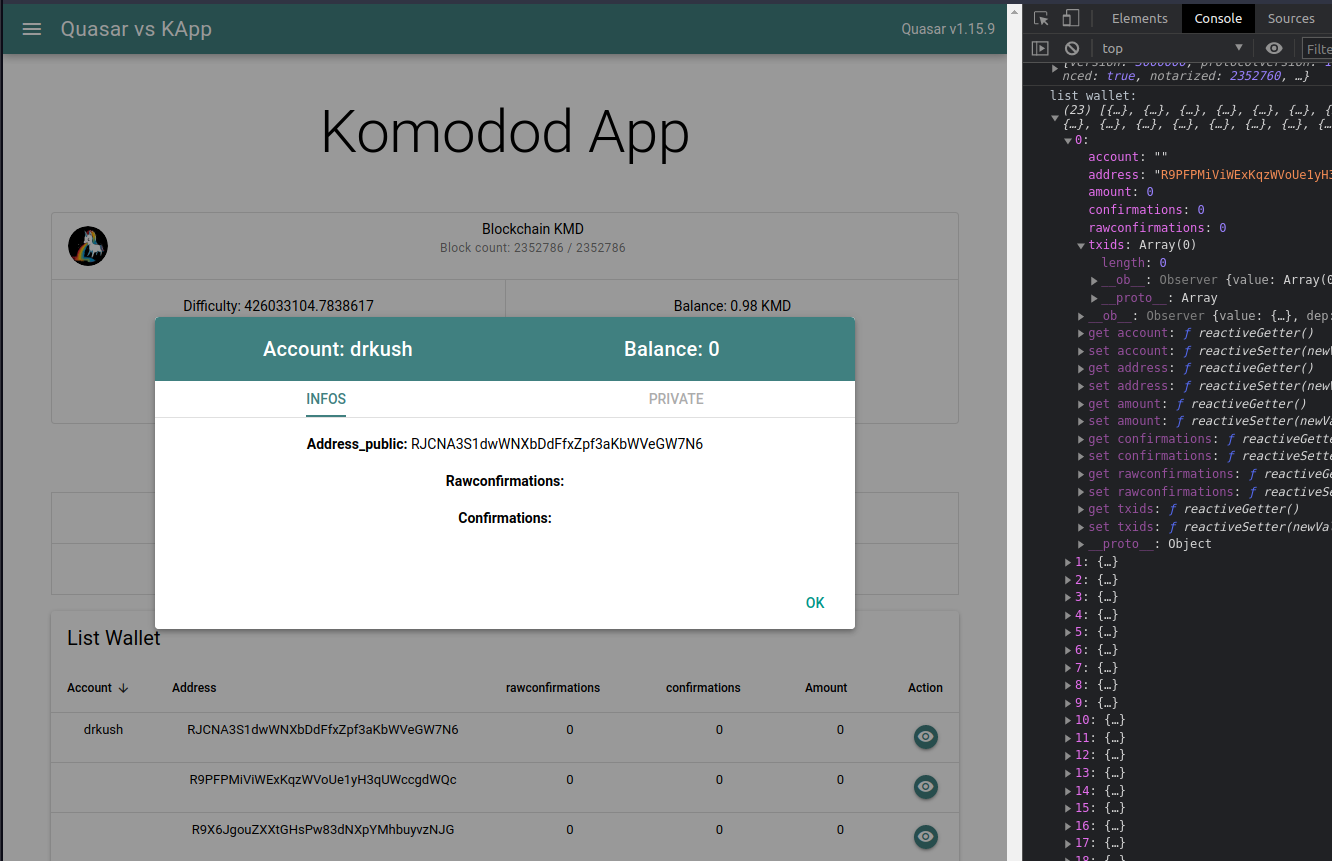 Quasar vs KApp
Quasar v1.15.9
Komodod App
Blockchain KMD
Block count: 2352786 / 2352786
Difficulty: 426033104.7838617
Balance: 0.98 KMD
Account: drkush
Balance: 0
INFOS
PRIVATE
Address_public: RJCNA3S1dwWNXbDdFfxZpf3aKbWVeGW7N6
Rawconfirmations:
Confirmations:
OK
List Wallet
Account Address rawconfirmations confirmations Amount Action
drkush RJCNA3S1dwWNXbDdFfxZpf3aKbWVeGW7N6 0 0 0
R9PFPMiViWExKqzWVoUe1yH3qUWccgdWQc 0 0 0
R9X6JgouZXXtGHsPw83dNXpYMhbuyvzNJG 0 0 0
Elements Console Sources
top
Filte
{version: 3000000, protocolversion: 1
nced: true, notarized: 2352760, …}
list wallet:
(23) [{…}, {…}, {…}, {…}, {…}, {…}, {
{…}, {…}, {…}, {…}, {…}, {…}, {…}, {…
0:
account: ""
address: "R9PFPMiViWExKqzWVoUe1yH3
amount: 0
confirmations: 0
rawconfirmations: 0
txids: Array(0)
length: 0
__ob__: Observer {value: Array(0
__proto__: Array
__ob__: Observer {value: {…}, dep:
get account: ƒ reactiveGetter()
set account: ƒ reactiveSetter(newV
get address: ƒ reactiveGetter()
set address: ƒ reactiveSetter(newV
get amount: ƒ reactiveGetter()
set amount: ƒ reactiveSetter(newVa
get confirmations: ƒ reactiveGette
set confirmations: ƒ reactiveSette
get rawconfirmations: ƒ reactiveGe
set rawconfirmations: ƒ reactiveSe
get txids: ƒ reactiveGetter()
set txids: ƒ reactiveSetter(newVal
__proto__: Object
1: {…}
2: {…}
3: {…}
4: {…}
5: {…}
6: {…}
7: {…}
8: {…}
9: {…}
10: {…}
11: {…}
12: {…}
13: {…}
14: {…}
15: {…}
16: {…}
17: {…}
18: {…}